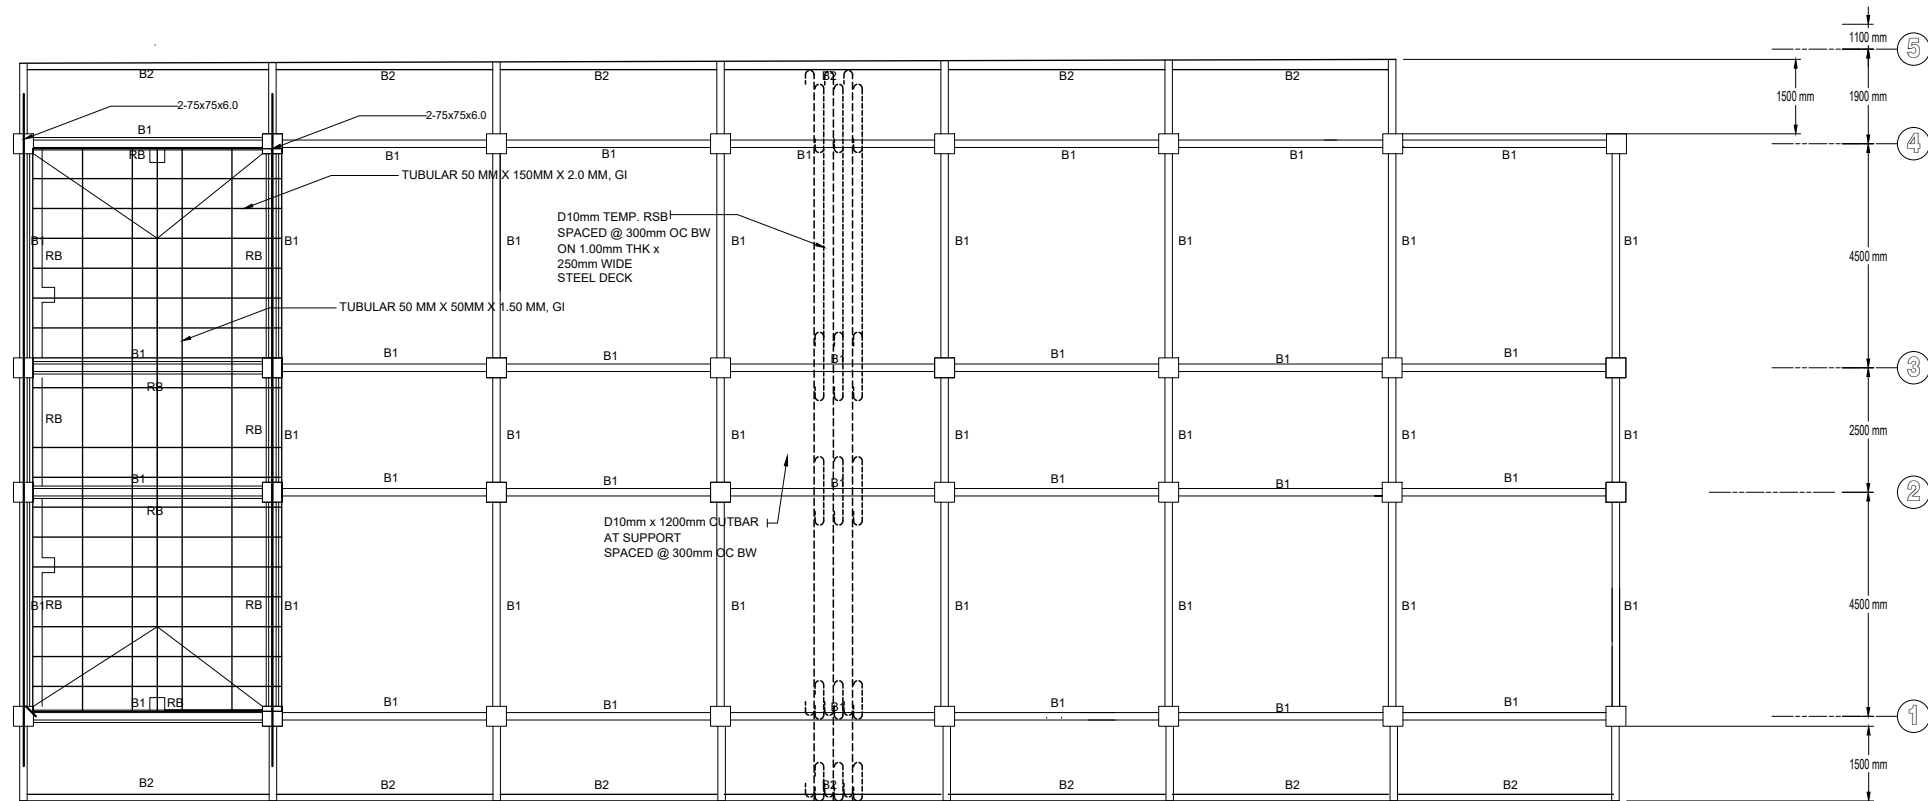 1100 mm
5
B2 B2 B2 B2 B2 B2
1500 mm 1900 mm
2-75x75x6.0
2-75x75x6.0
B1
4
RB B1 B1 B1 B1 B1 B1
TUBULAR 50 MM X 150MM X 2.0 MM, GI
D10mm TEMP. RSB
SPACED @ 300mm OC BW
ON 1.00mm THK x
250mm WIDE
STEEL DECK
B1 B1 B1 B1 B1 B1 B1 B1
RB RB 4500 mm
TUBULAR 50 MM X 50MM X 1.50 MM, GI
B1 B1 B1 B1 B1 B1 B1
3
RB
RB RB
B1 B1 B1 B1 B1 B1 B1
2500 mm
B1 B1 B1 B1 B1 B1 B1
2
RB
D10mm x 1200mm CUTBAR
AT SUPPORT
SPACED @ 300mm OC BW
B1 RB RB B1 B1 B1 B1 B1 B1 B1
4500 mm
B1 RB B1 B1 B1 B1 B1 B1
1
1500 mm
B2 B2 B2 B2 B2 B2 B2